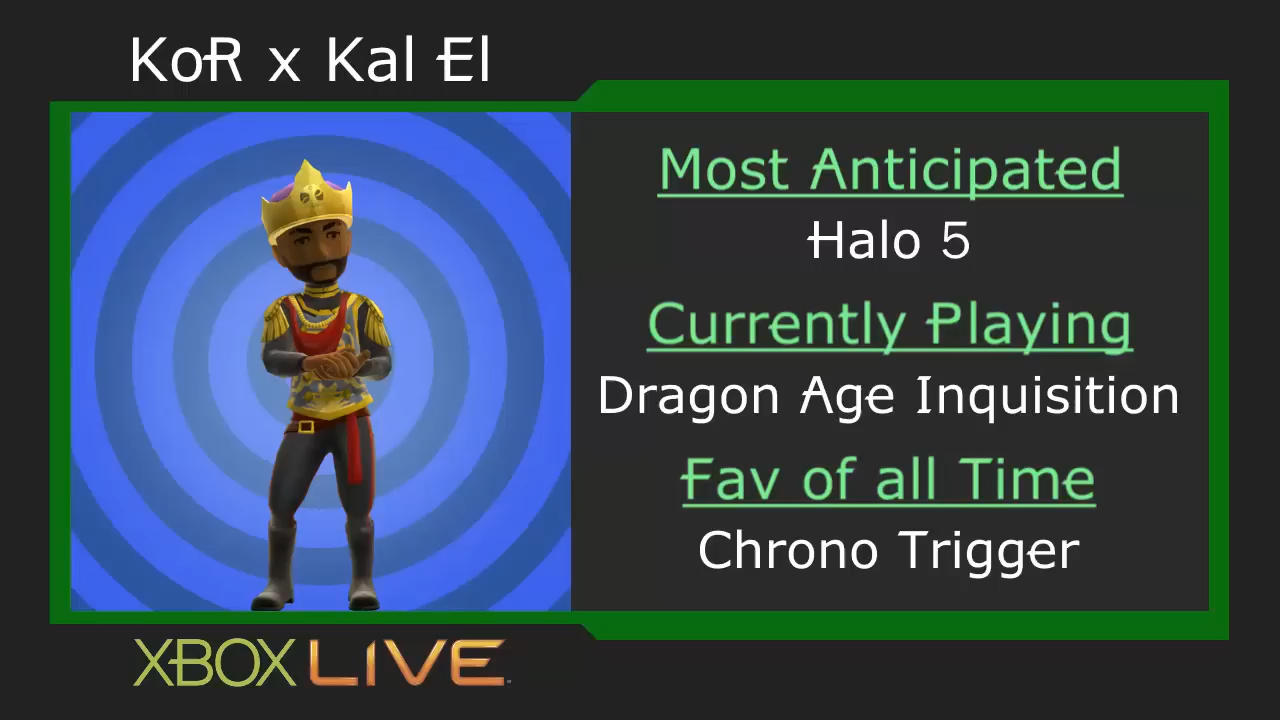 KoR x Kal El
Most Anticipated
Halo 5
Currently Playing
Dragon Age Inquisition
Fav of all Time
Chrono Trigger
XBOX LIVE